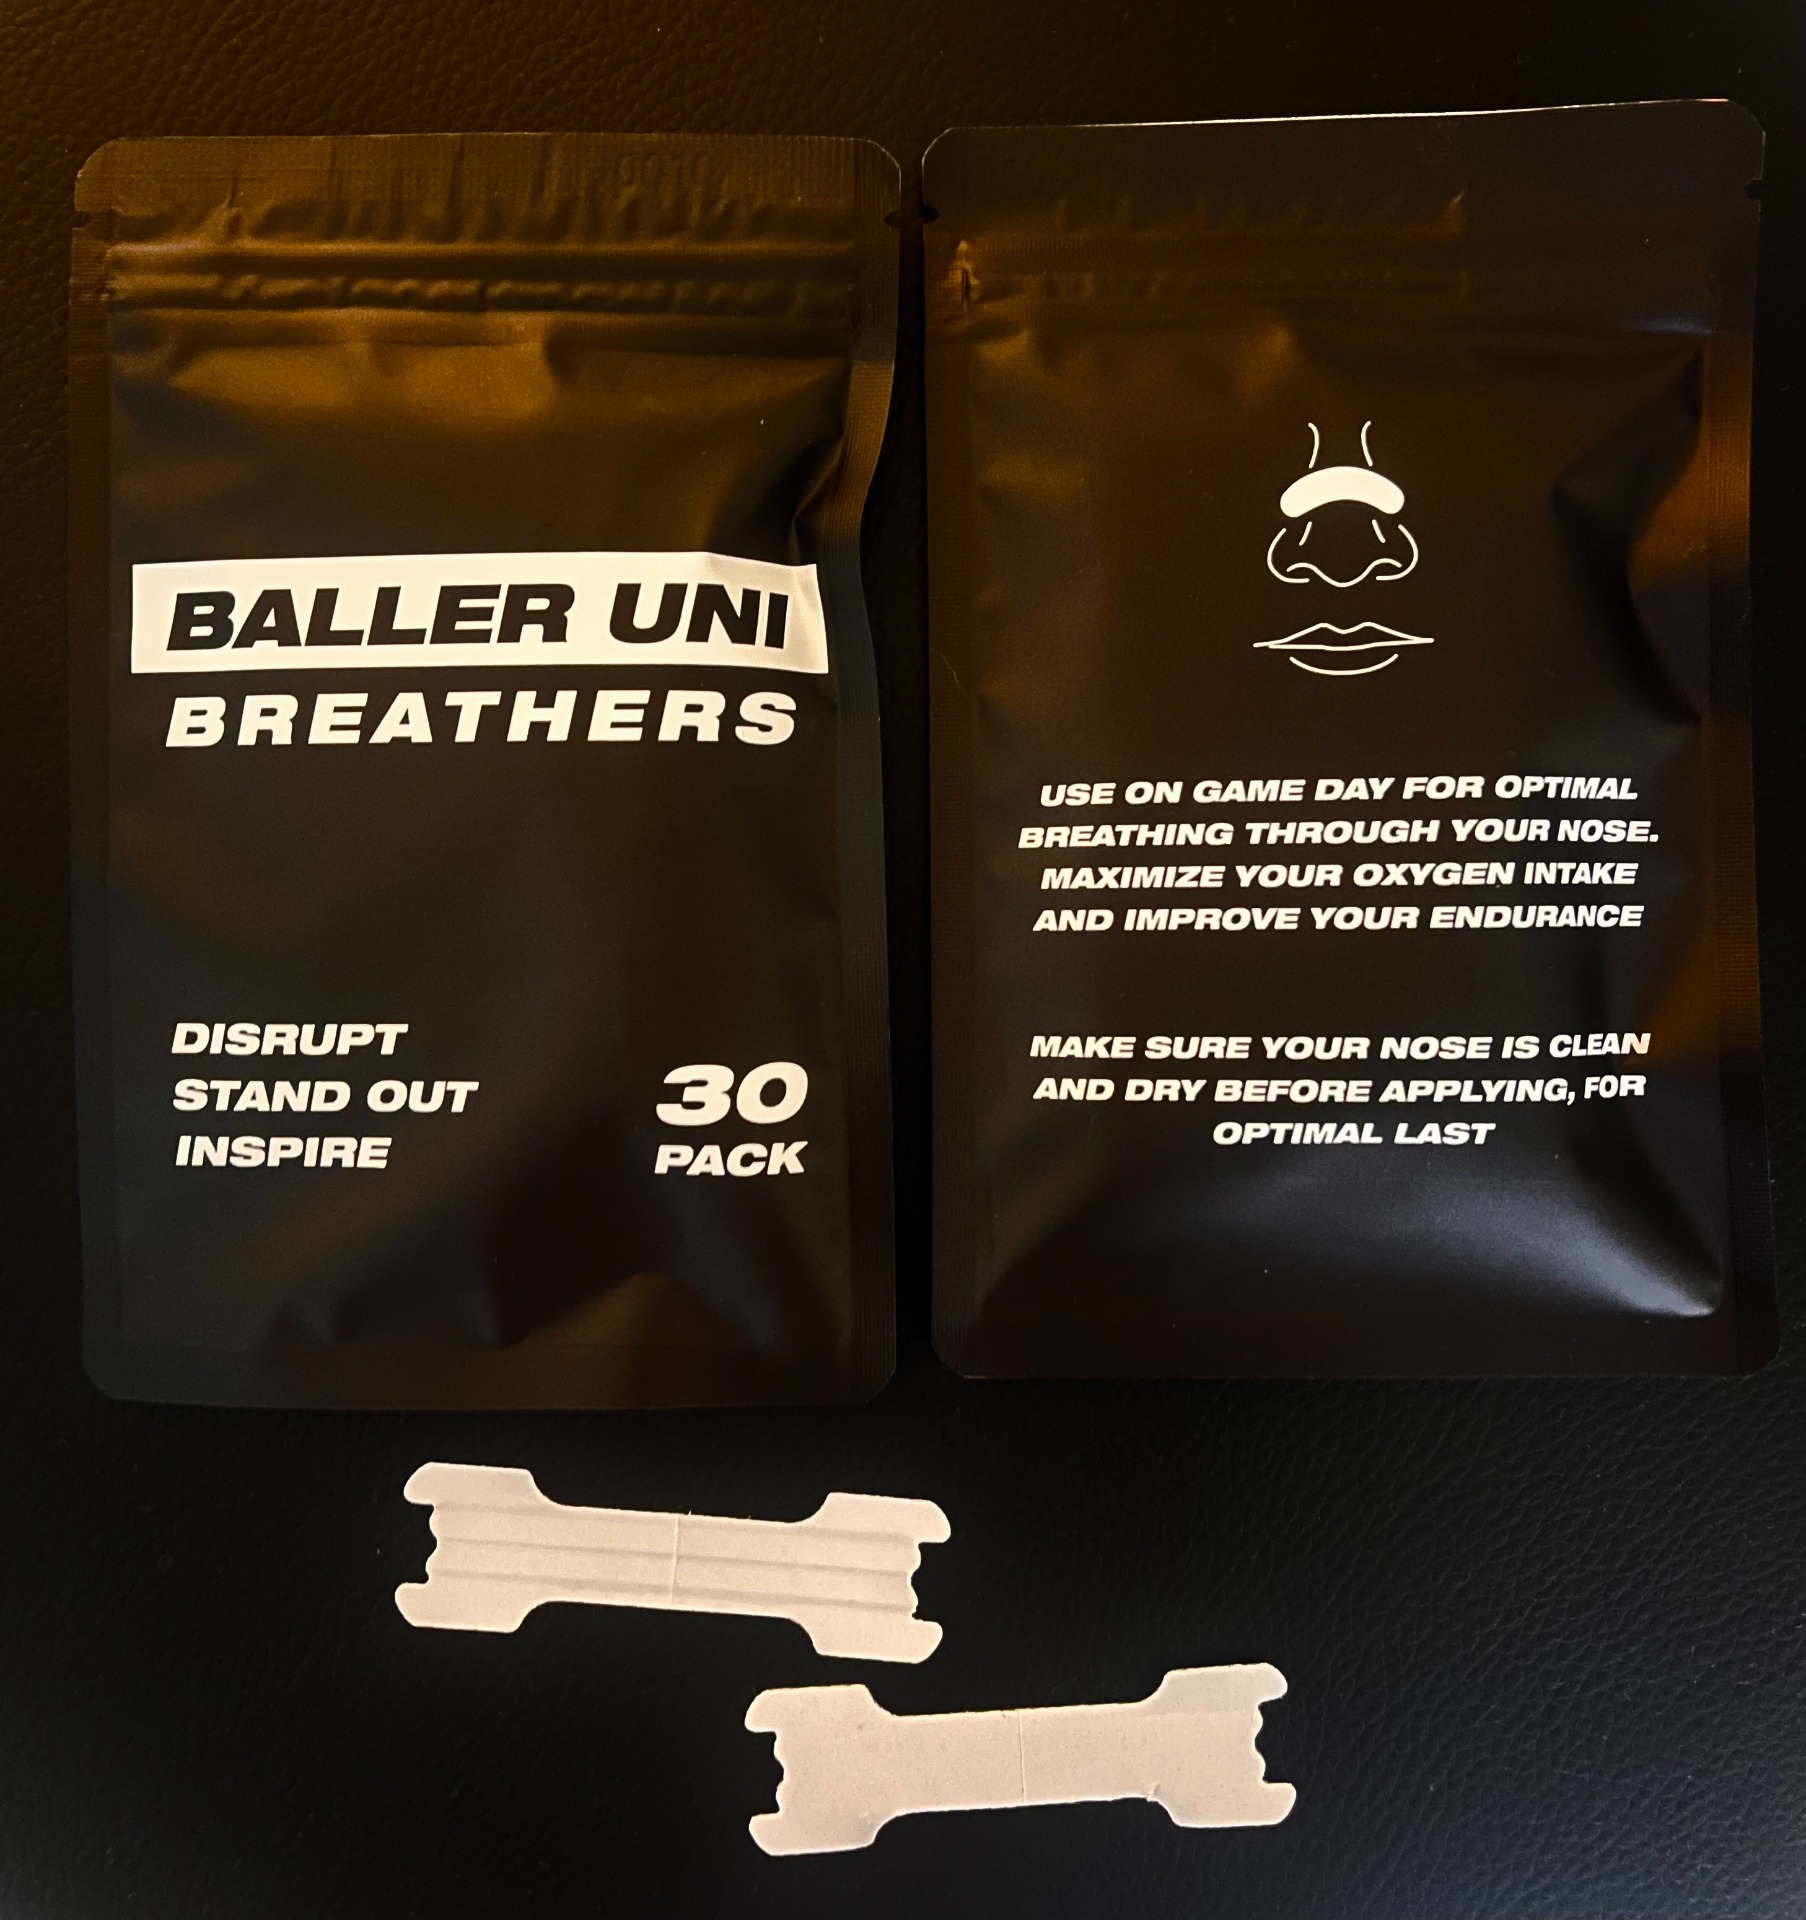 BALLER UNI
BREATHERS
DISRUPT
STAND OUT
INSPIRE
30
PACK
USE ON GAME DAY FOR OPTIMAL
BREATHING THROUGH YOUR NOSE.
MAXIMIZE YOUR OXYGEN INTAKE
AND IMPROVE YOUR ENDURANCE
MAKE SURE YOUR NOSE IS CLEAN
AND DRY BEFORE APPLYING, FOR
OPTIMAL LAST